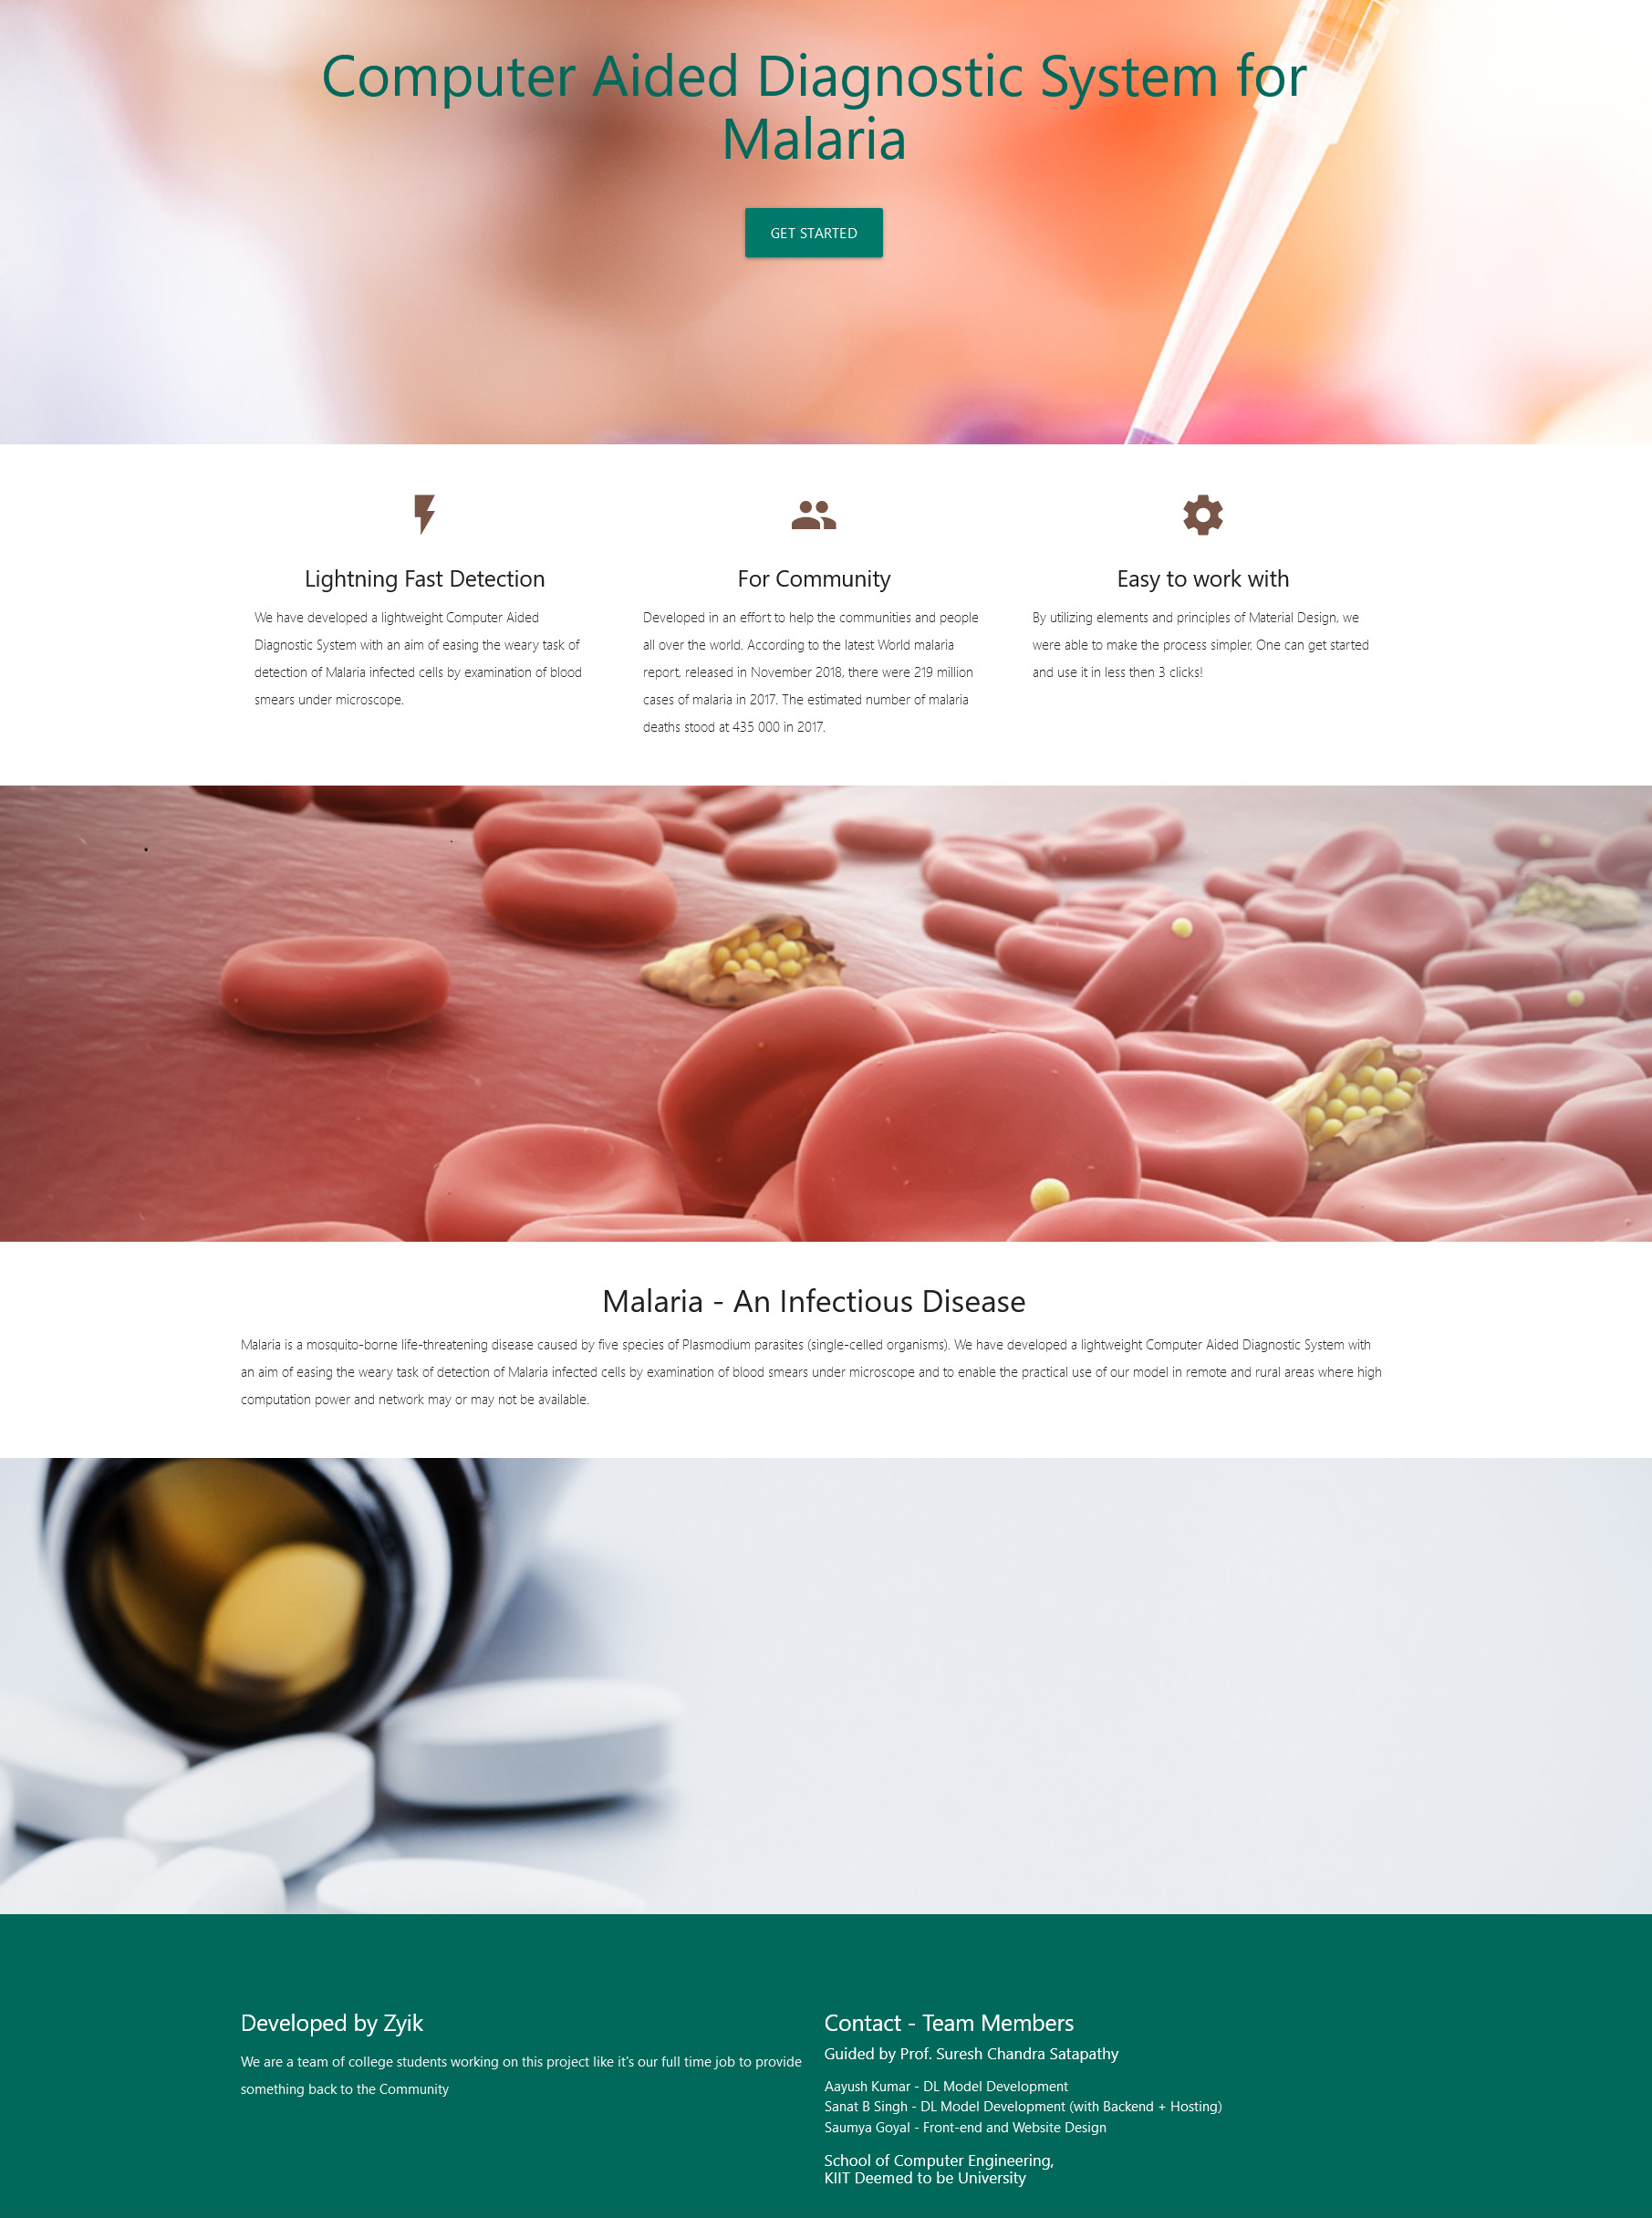 Computer Aided Diagnostic System for
Malaria
GET STARTED
Lightning Fast Detection
We have developed a lightweight Computer Aided
Diagnostic System with an aim of easing the weary task of
detection of Malaria infected cells by examination of blood
smears under microscope.
For Community
Developed in an effort to help the communities and people
all over the world. According to the latest World malaria
report, released in November 2018, there were 219 million
cases of malaria in 2017. The estimated number of malaria
deaths stood at 435 000 in 2017.
Easy to work with
By utilizing elements and principles of Material Design, we
were able to make the process simpler. One can get started
and use it in less then 3 clicks!
Malaria - An Infectious Disease
Malaria is a mosquito-borne life-threatening disease caused by five species of Plasmodium parasites (single-celled organisms). We have developed a lightweight Computer Aided Diagnostic System with
an aim of easing the weary task of detection of Malaria infected cells by examination of blood smears under microscope and to enable the practical use of our model in remote and rural areas where high
computation power and network may or may not be available.
Developed by Zyik
We are a team of college students working on this project like it's our full time job to provide
something back to the Community
Contact - Team Members
Guided by Prof. Suresh Chandra Satapathy
Aayush Kumar - DL Model Development
Sanat B Singh - DL Model Development (with Backend + Hosting)
Saumya Goyal - Front-end and Website Design
School of Computer Engineering,
KIIT Deemed to be University